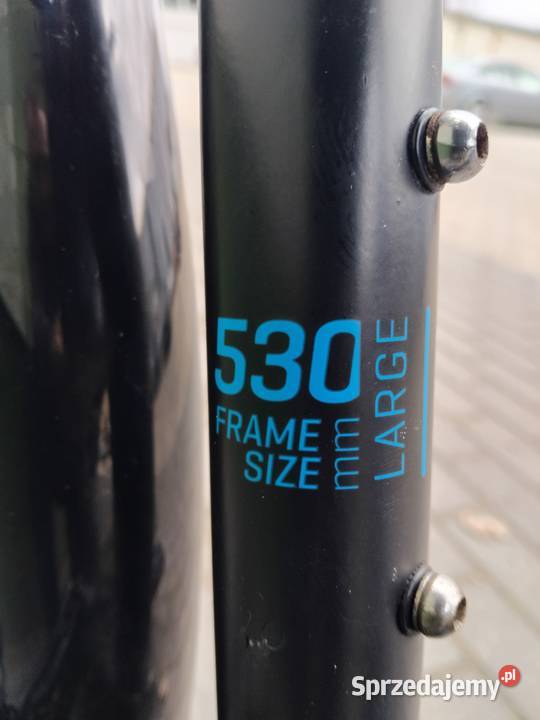 530
FRAME
SIZE
mm
LARGE
Sprzedajemy.pl